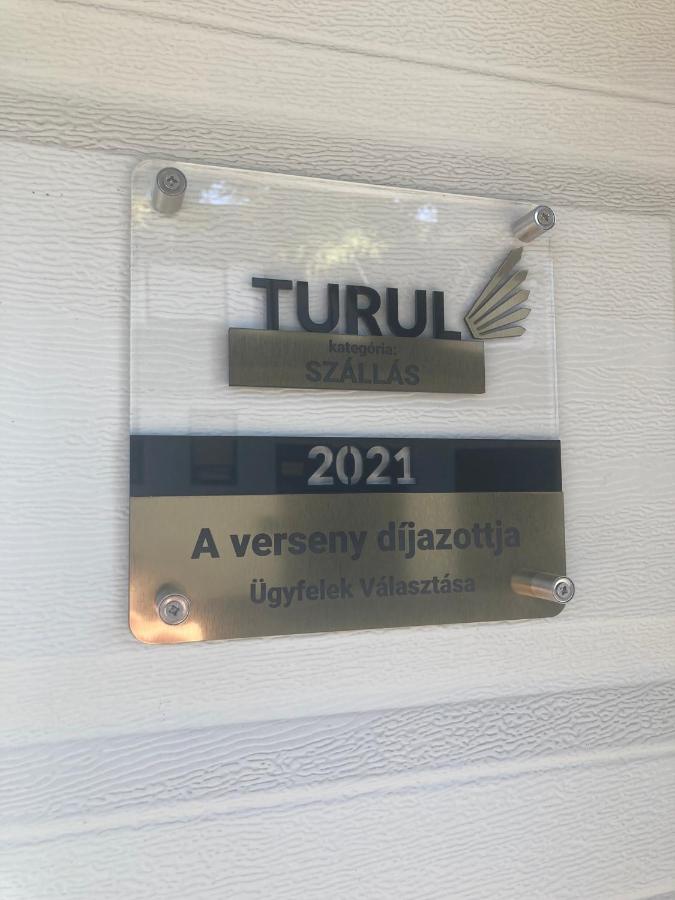 TURUL
kategória:
SZÁLLÁS
2021
A verseny díjazottja
Ügyfelek Választása